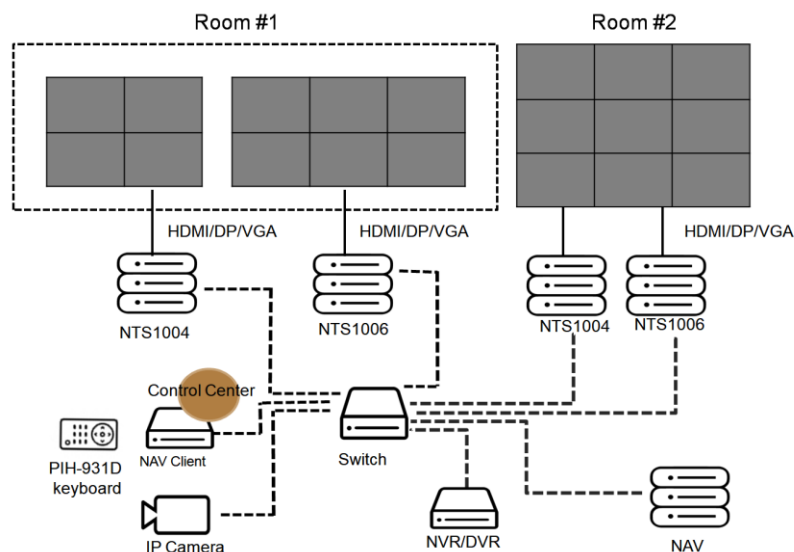 Room #1
Room #2
HDMI/DP/VGA
HDMI/DP/VGA
HDMI/DP/VGA
NTS1004
NTS1006
NTS1004
NTS1006
Control Center
PIH-931D
keyboard
NAV Client
Switch
IP Camera
NVR/DVR
NAV